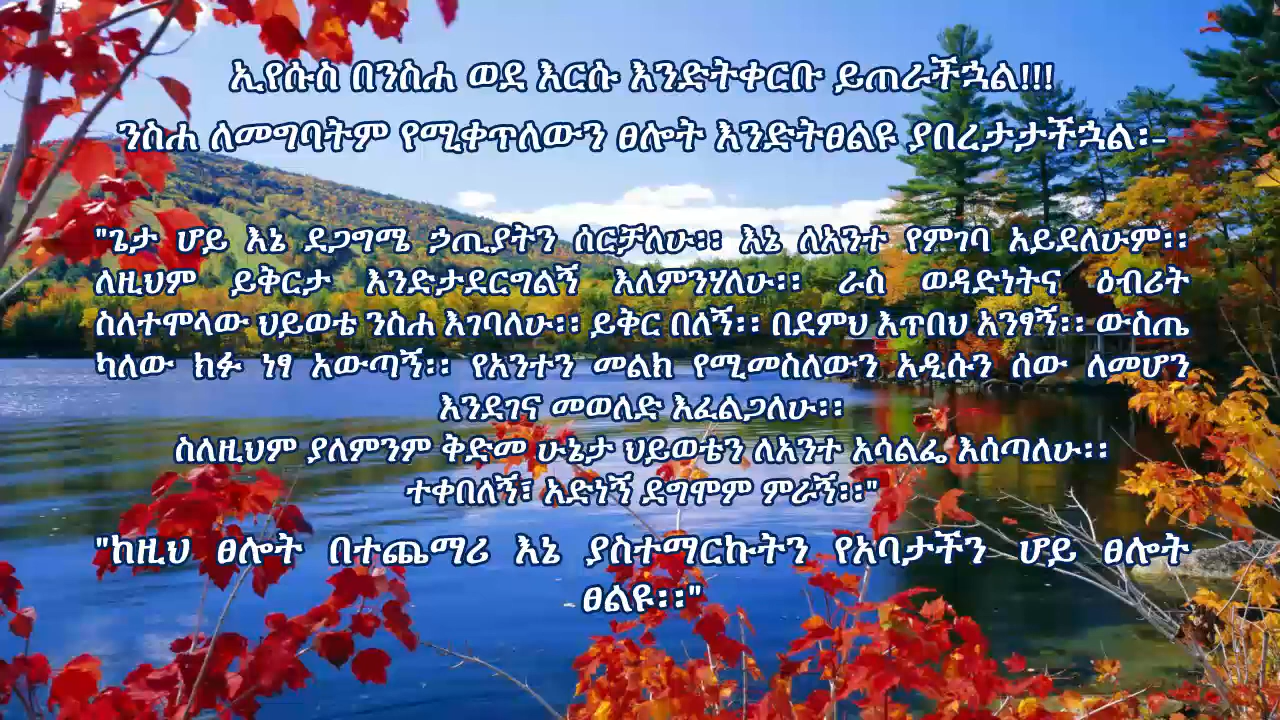 ኢየሱስ በንስሐ ወደ እርሱ እንድትቀርቡ ይጠራችኋል!!!
ንስሐ ለመግባትም የሚቀጥለውን ፀሎት እንድትፀልዩ ያበረታታችኋል፡-
"ጌታ ሆይ እኔ ደጋግሜ ኃጢያትን ሰርቻለሁ፡፡ እኔ ለአንተ የምገባ አይደለሁም፡፡
ለዚህም ይቅርታ እንድታደርግልኝ እለምንሃለሁ፡፡ ራስ ወዳድነትና ዕብሪት
ስለተሞላው ህይወቴ ንስሐ እገባለሁ፡፡ ይቅር በለኝ፡፡ በደምህ እጥበህ አንፃኝ፡፡ ውስጤ
ካለው ክፉ ነፃ አውጣኝ፡፡ የአንተን መልክ የሚመስለውን አዲሱን ሰው ለመሆን
እንደገና መወለድ እፈልጋለሁ፡፡
ስለዚህም ያለምንም ቅድመ ሁኔታ ህይወቴን ለአንተ አሳልፌ እሰጣለሁ፡፡
ተቀበለኝ፣ አድነኝ ደግሞም ምራኝ፡፡"
"ከዚህ ፀሎት በተጨማሪ እኔ ያስተማርኩትን የአባታችን ሆይ ፀሎት
ፀልዩ፡፡"